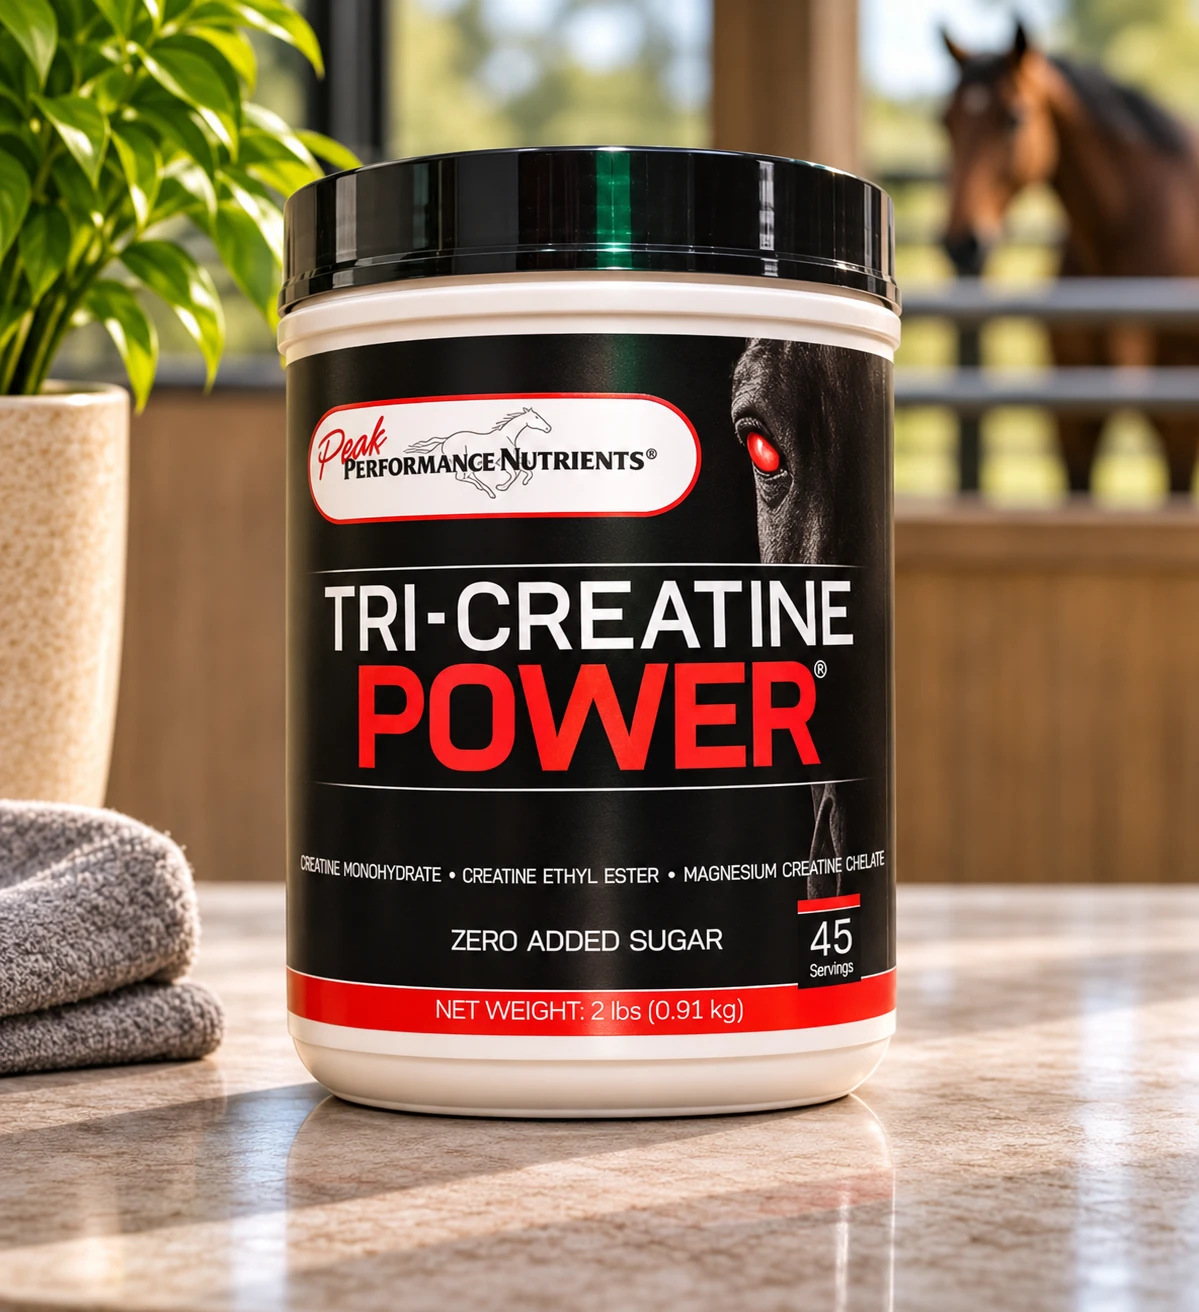 Peak
PERFORMANCE NUTRIENTS®
TRI-CREATINE
POWER®
CREATINE MONOHYDRATE • CREATINE ETHYL ESTER • MAGNESIUM CREATINE CHELATE
ZERO ADDED SUGAR
45
Servings
NET WEIGHT: 2 lbs (0.91 kg)